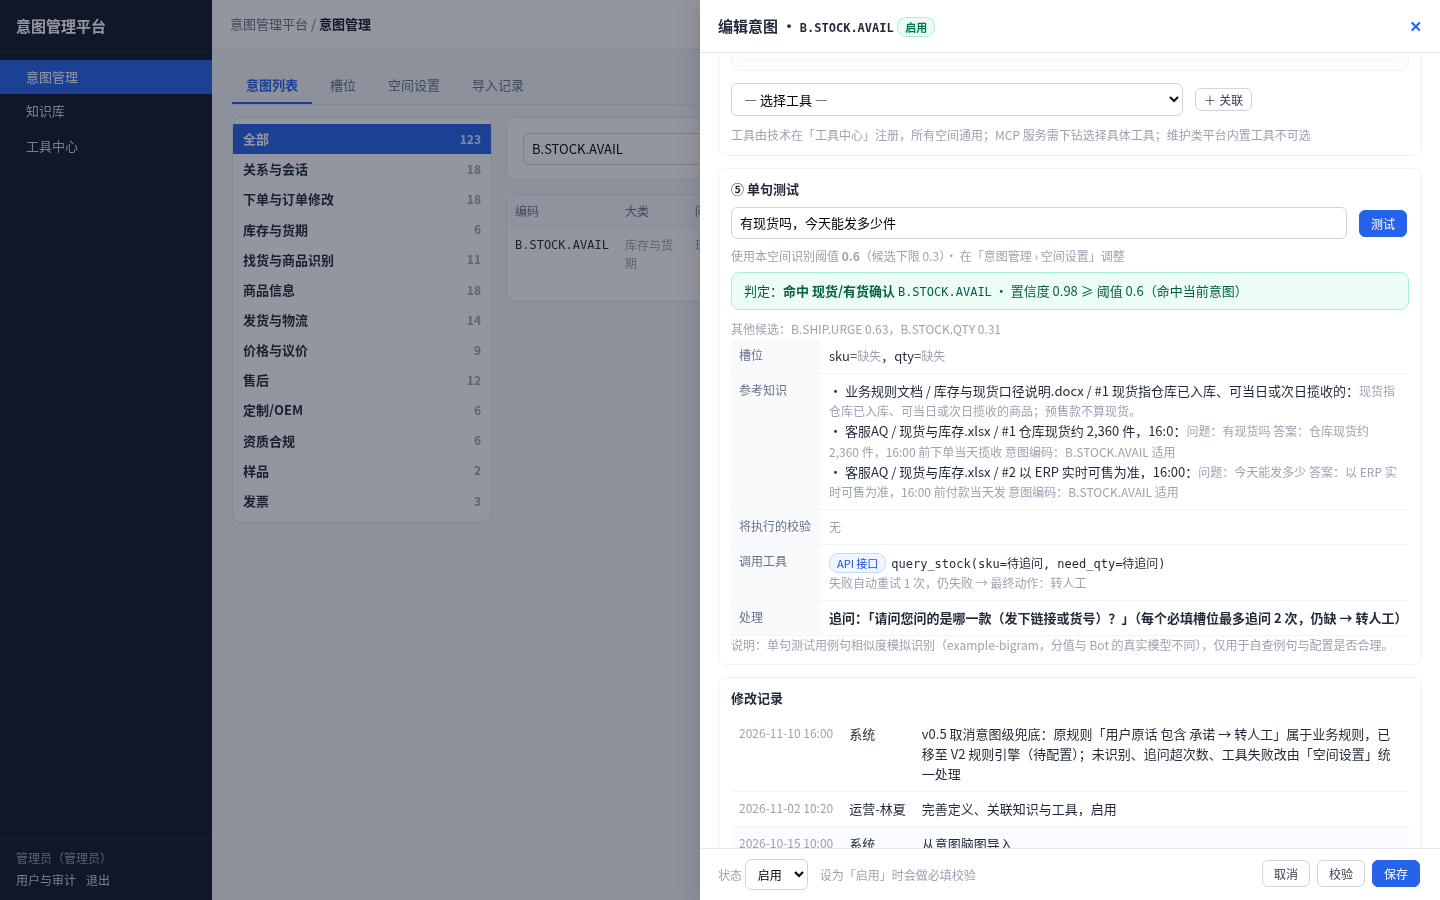 意图管理平台
意图管理
知识库
工具中心
管理员（管理员）
用户与审计 退出
意图管理平台 / 意图管理
意图列表 槽位 空间设置 导入记录
全部 123
关系与会话 18
下单与订单修改 18
库存与货期 6
找货与商品识别 11
商品信息 18
发货与物流 14
价格与议价 9
售后 12
定制/OEM 6
资质合规 6
样品 2
发票 3
B.STOCK.AVAIL
编码 大类
B.STOCK.AVAIL 库存与货
期
编辑意图 · B.STOCK.AVAIL 启用 ×
— 选择工具 — ＋ 关联
工具由技术在「工具中心」注册，所有空间通用；MCP 服务需下钻选择具体工具；维护类平台内置工具不可选
⑤ 单句测试
有现货吗，今天能发多少件 测试
使用本空间识别阈值 0.6（候选下限 0.3）· 在「意图管理 › 空间设置」调整
判定：命中 现货/有货确认 B.STOCK.AVAIL · 置信度 0.98 ⩾ 阈值 0.6（命中当前意图）
其他候选：B.SHIP.URGE 0.63，B.STOCK.QTY 0.31
槽位 sku=缺失，qty=缺失
参考知识 · 业务规则文档 / 库存与现货口径说明.docx / #1 现货指仓库已入库、可当日或次日揽收的：现货指
仓库已入库、可当日或次日揽收的商品；预售款不算现货。
· 客服AQ / 现货与库存.xlsx / #1 仓库现货约 2,360 件，16:0：问题：有现货吗 答案：仓库现货约
2,360 件，16:00 前下单当天揽收 意图编码：B.STOCK.AVAIL 适用
· 客服AQ / 现货与库存.xlsx / #2 以 ERP 实时可售为准，16:00：问题：今天能发多少 答案：以 ERP 实
时可售为准，16:00 前付款当天发 意图编码：B.STOCK.AVAIL 适用
将执行的校验 无
调用工具 API 接口 query_stock(sku=待追问, need_qty=待追问)
失败自动重试 1 次，仍失败 → 最终动作：转人工
处理 追问：「请问您问的是哪一款（发下链接或货号）？」（每个必填槽位最多追问 2 次，仍缺 → 转人工）
说明：单句测试用例句相似度模拟识别（example-bigram，分值与 Bot 的真实模型不同），仅用于自查例句与配置是否合理。
修改记录
2026-11-10 16:00 系统 v0.5 取消意图级兜底：原规则「用户原话 包含 承诺 → 转人工」属于业务规则，已
移至 V2 规则引擎（待配置）；未识别、追问超次数、工具失败改由「空间设置」统
一处理
2026-11-02 10:20 运营-林夏 完善定义、关联知识与工具，启用
2026-10-15 10:00 系统 从意图脑图导入
状态 启用 设为「启用」时会做必填校验 取消 校验 保存